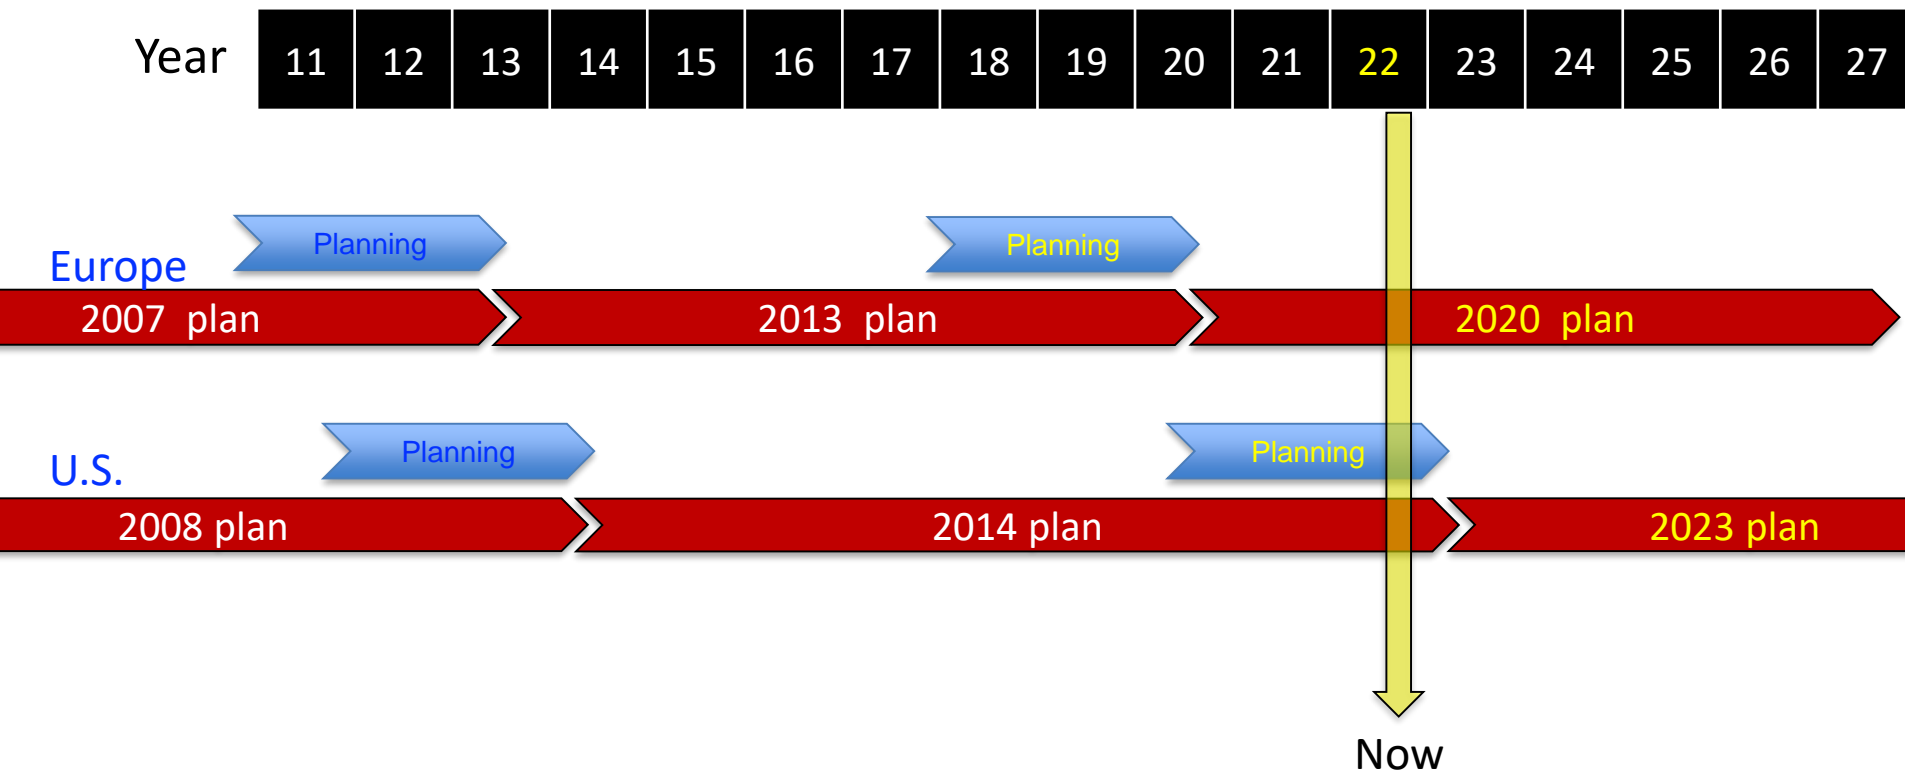 Year 11 12 13 14 15 16 17 18 19 20 21 22 23 24 25 26 27
Planning Planning
Europe
2007 plan 2013 plan 2020 plan
Planning Planning
U.S.
2008 plan 2014 plan 2023 plan
Now